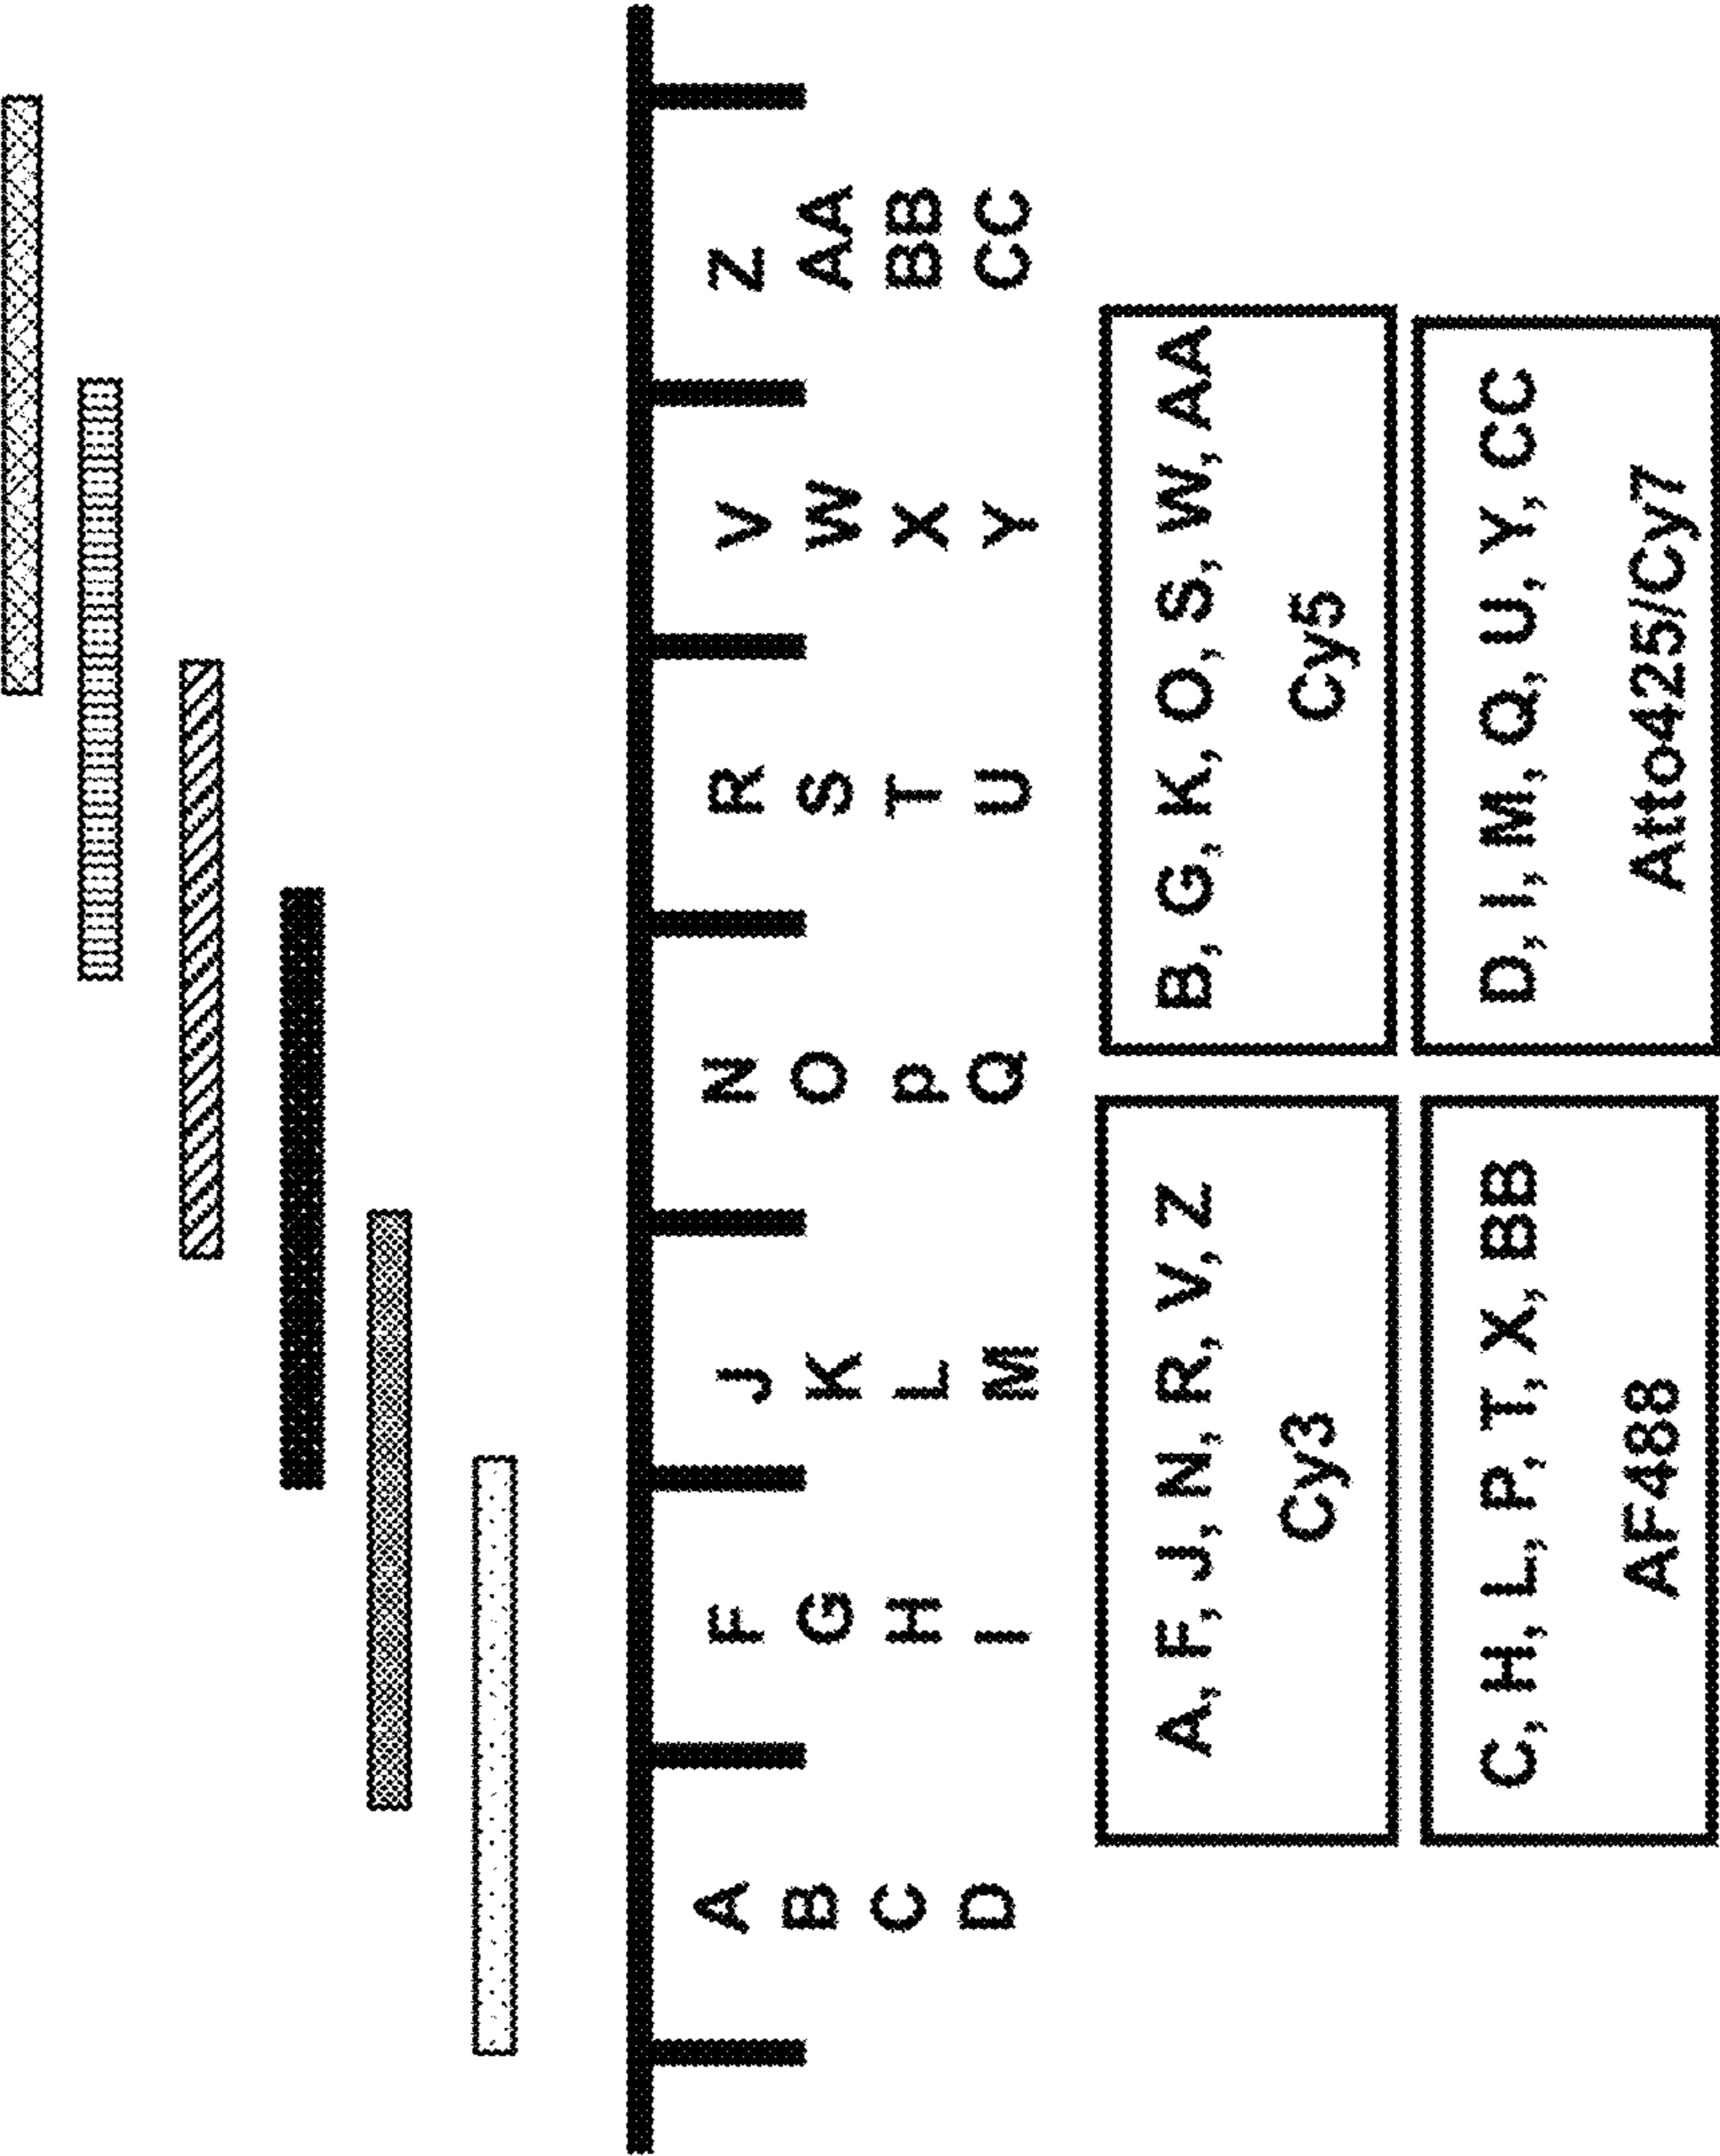 A
B
C
D
F
G
H
I
J
K
L
M
N
O
P
Q
R
S
T
U
V
W
X
Y
Z
AA
BB
CC
A, F, J, N, R, V, Z
Cy3
B, G, K, O, S, W, AA
Cy5
C, H, L, P, T, X, BB
AF488
D, I, M, Q, U, Y, CC
Atto425/Cy7